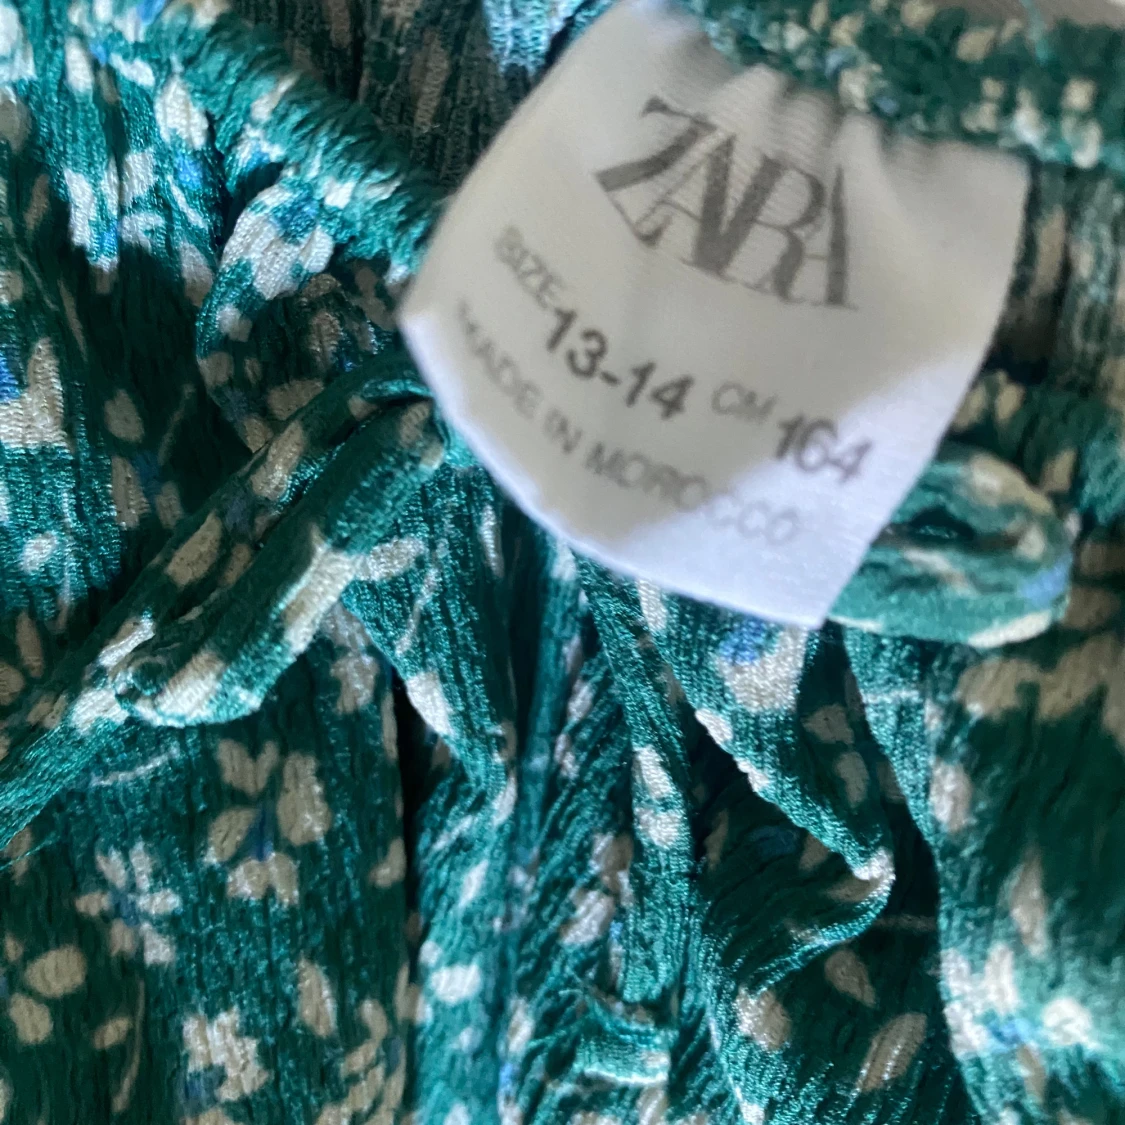 ZARA
SIZE 13-14 CM 164
MADE IN MOROCCO